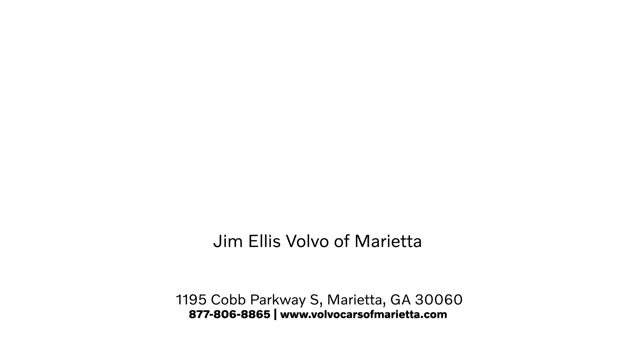 Jim Ellis Volvo of Marietta
1195 Cobb Parkway S, Marietta, GA 30060
877-806-8865 | www.volvocarsofmarietta.com